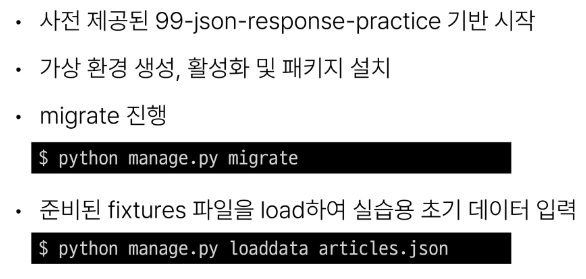 • 사전 제공된 99-json-response-practice 기반 시작
• 가상 환경 생성, 활성화 및 패키지 설치
• migrate 진행
$ python manage.py migrate
• 준비된 fixtures 파일을 load하여 실습용 초기 데이터 입력
$ python manage.py loaddata articles.json